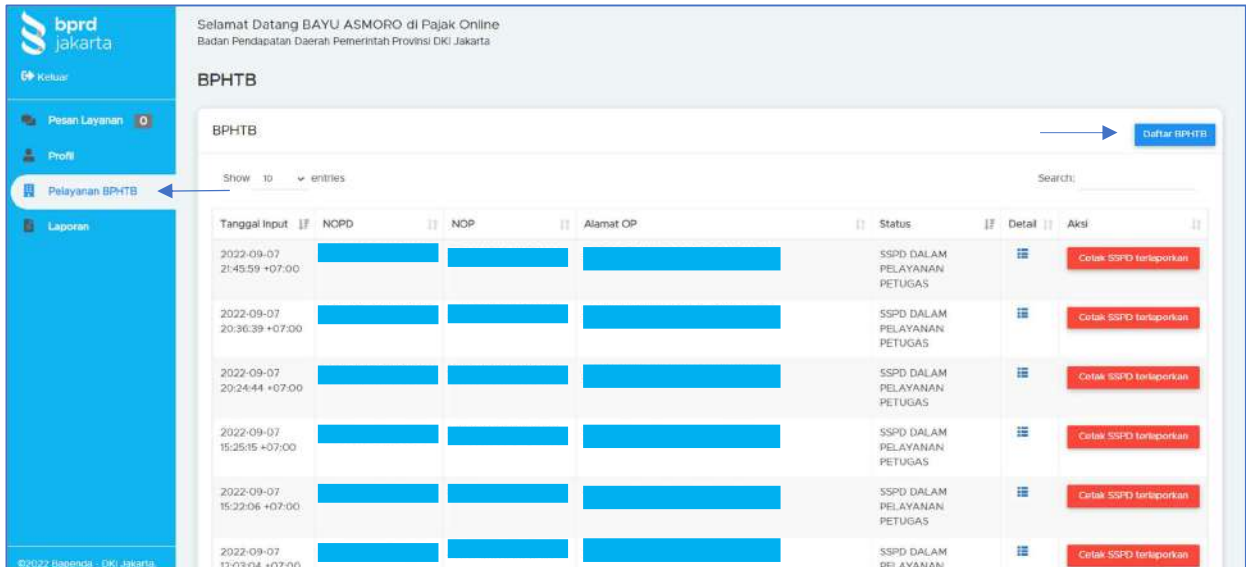 bprd
jakarta
Keluar
Pesan Layanan 0
Profil
Pelayanan BPHTB
Laporan
©2022 Bapenda - DKI Jakarta.
Selamat Datang BAYU ASMORO di Pajak Online
Badan Pendapatan Daerah Pemerintah Provinsi DKI Jakarta
BPHTB
BPHTB
Daftar BPHTB
Show 10 entries
Search:
Tanggal Input NOPD NOP Alamat OP Status Detail Aksi
2022-09-07
21:45:59 +07:00
SSPD DALAM
PELAYANAN
PETUGAS
Cetak SSPD terlaporkan
2022-09-07
20:36:39 +07:00
SSPD DALAM
PELAYANAN
PETUGAS
Cetak SSPD terlaporkan
2022-09-07
20:24:44 +07:00
SSPD DALAM
PELAYANAN
PETUGAS
Cetak SSPD terlaporkan
2022-09-07
15:25:15 +07:00
SSPD DALAM
PELAYANAN
PETUGAS
Cetak SSPD terlaporkan
2022-09-07
15:22:06 +07:00
SSPD DALAM
PELAYANAN
PETUGAS
Cetak SSPD terlaporkan
2022-09-07
12:03:04 +07:00
SSPD DALAM
PELAYANAN
Cetak SSPD terlaporkan